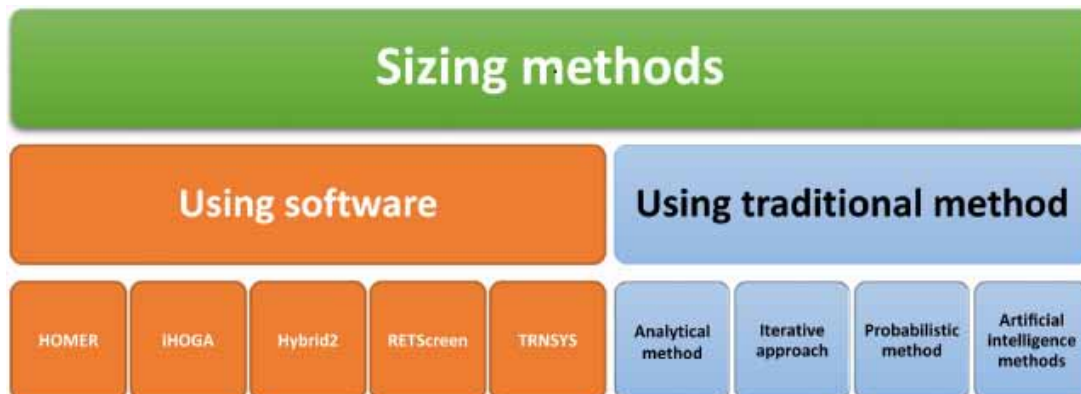 Sizing methods
Using software
Using traditional method
HOMER
iHOGA
Hybrid2
RETScreen
TRNSYS
Analytical
method
Iterative
approach
Probabilistic
method
Artificial
intelligence
methods